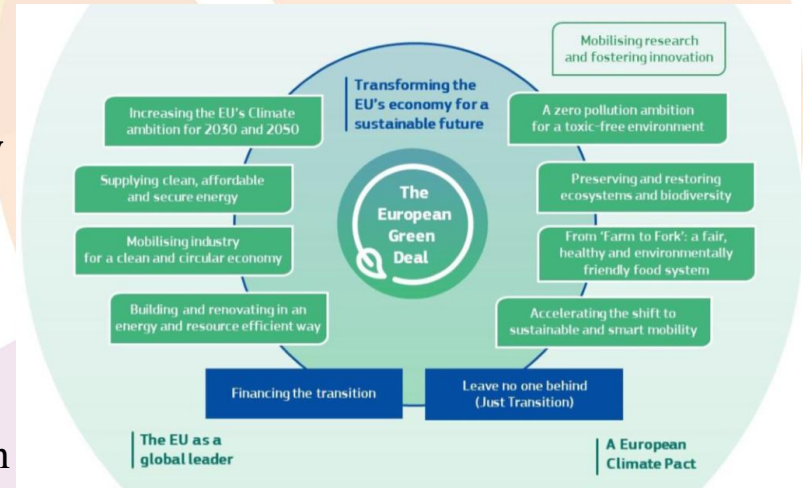 Mobilising research
and fostering innovation
Transforming the
EU's economy for a
sustainable future
Increasing the EU's Climate
ambition for 2030 and 2050
A zero pollution ambition
for a toxic-free environment
Supplying clean, affordable
and secure energy
The
European
Green
Deal
Preserving and restoring
ecosystems and biodiversity
Mobilising industry
for a clean and circular economy
From 'Farm to Fork': a fair,
healthy and environmentally
friendly food system
Building and renovating in an
energy and resource efficient way
Accelerating the shift to
sustainable and smart mobility
Financing the transition
Leave no one behind
(Just Transition)
The EU as a
global leader
A European
Climate Pact